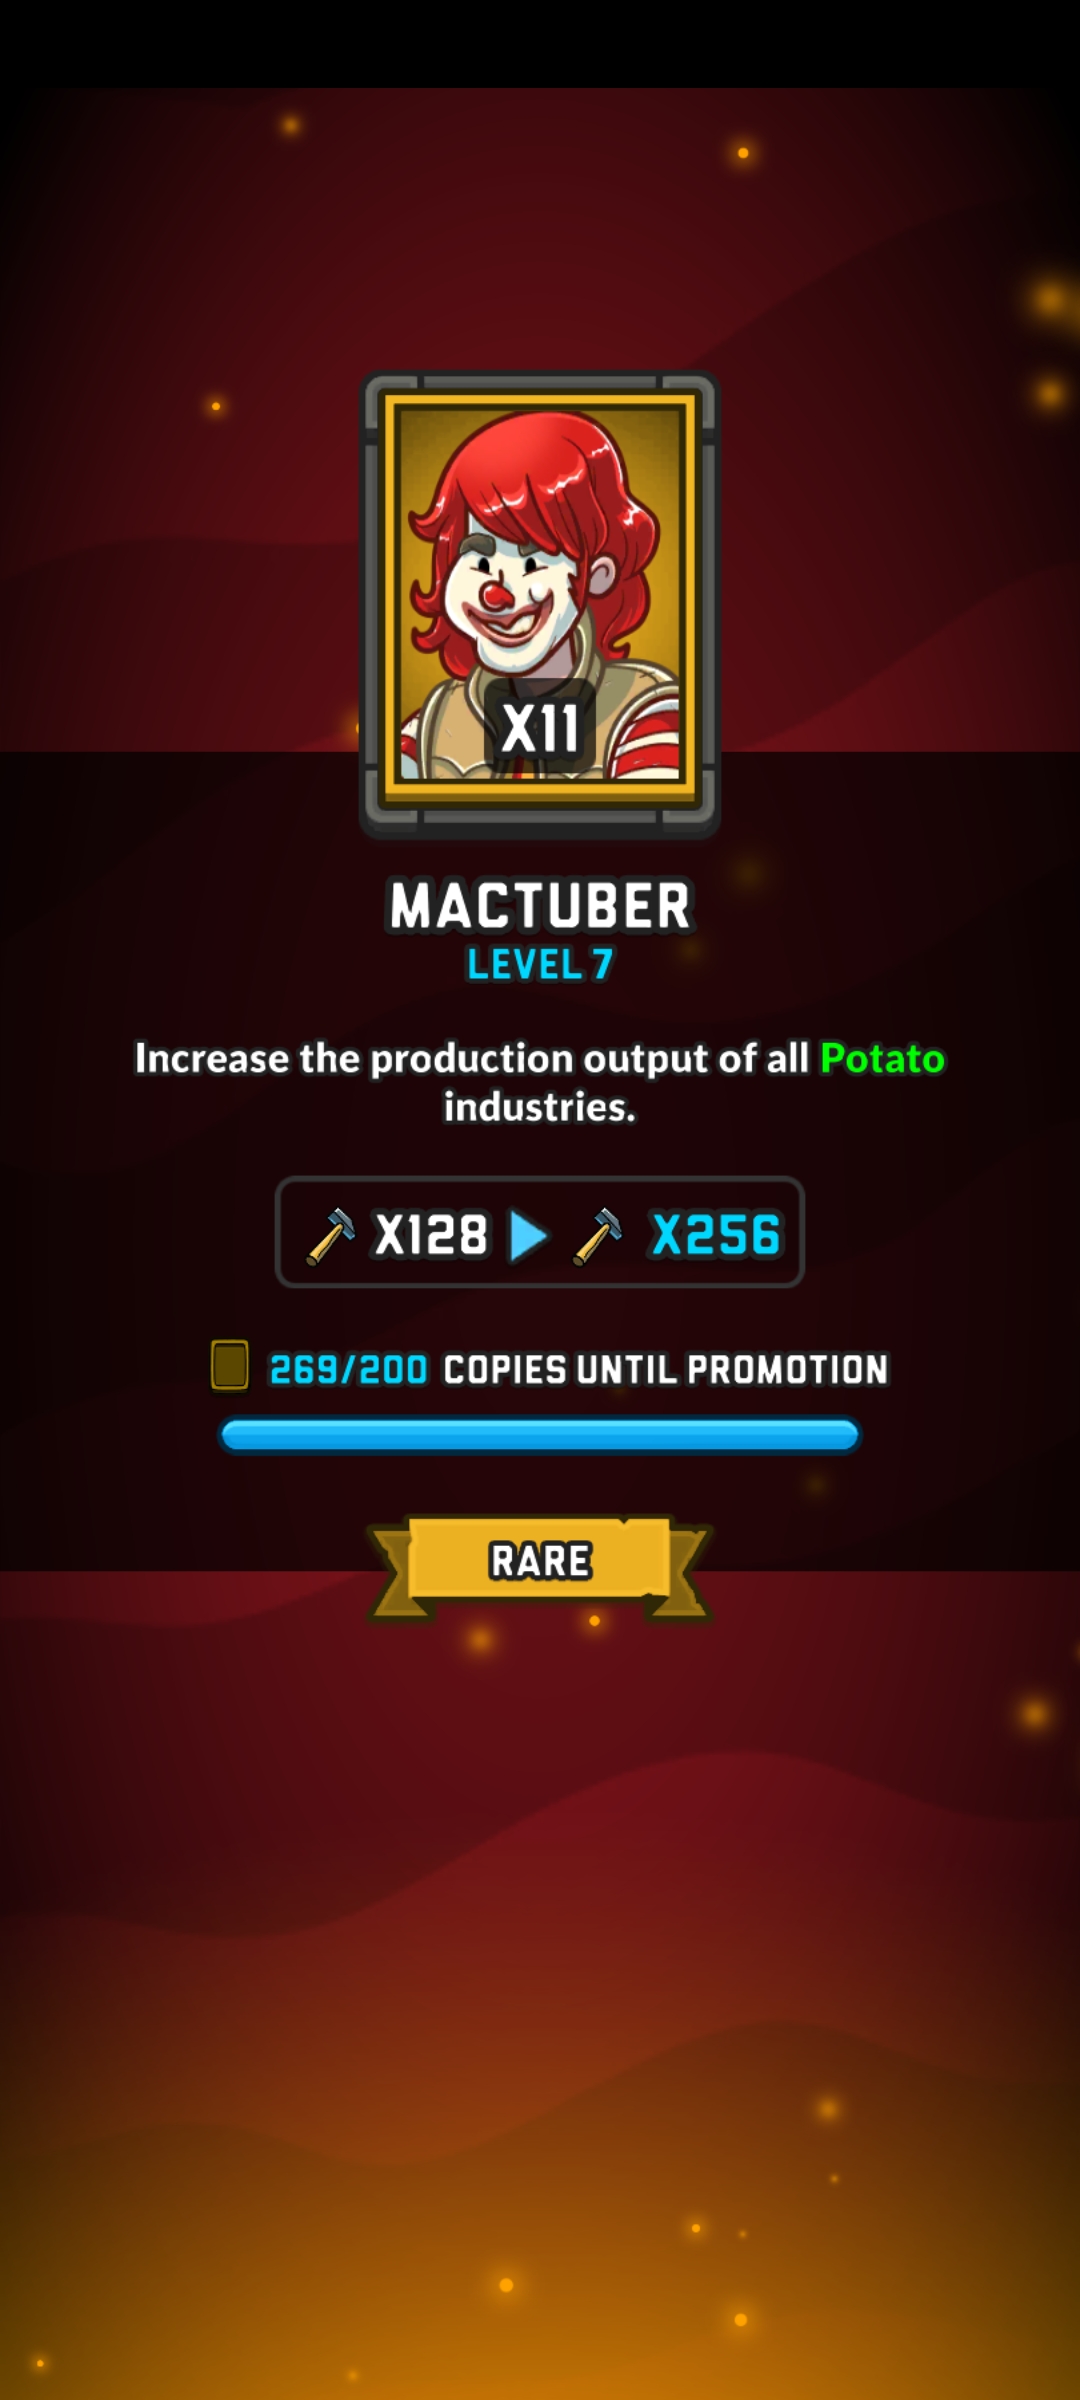 X11
MACTUBER
LEVEL 7
Increase the production output of all Potato
industries.
X128 X256
269/200 COPIES UNTIL PROMOTION
RARE